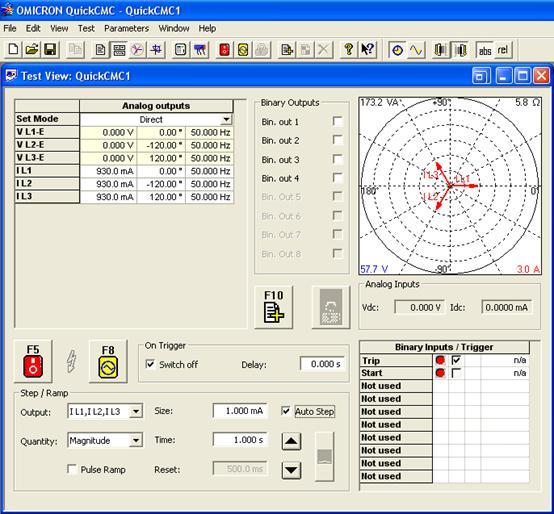 OMICRON QuickCMC - QuickCMC1
File Edit View Test Parameters Window Help
abs rel
Test View: QuickCMC1
Analog outputs
Set Mode Direct
V L1-E 0.000 V 0.00 ° 50.000 Hz
V L2-E 0.000 V -120.00 ° 50.000 Hz
V L3-E 0.000 V 120.00 ° 50.000 Hz
I L1 930.0 mA 0.00 ° 50.000 Hz
I L2 930.0 mA -120.00 ° 50.000 Hz
I L3 930.0 mA 120.00 ° 50.000 Hz
Binary Outputs
Bin. out 1
Bin. out 2
Bin. out 3
Bin. out 4
Bin. Out 5
Bin. Out 6
Bin. Out 7
Bin. Out 8
173.2 VA +90° 5.8 Ω
180° I L3 I L1 0°
I L2
57.7 V -90° 3.0 A
F10
Analog Inputs
Vdc: 0.000 V Idc: 0.0000 mA
F5 F8
On Trigger
Switch off Delay: 0.000 s
Binary Inputs / Trigger
Trip n/a
Start n/a
Not used
Not used
Not used
Not used
Not used
Not used
Not used
Not used
Step / Ramp
Output: I L1,I L2,I L3 Size: 1.000 mA Auto Step
Quantity: Magnitude Time: 1.000 s
Pulse Ramp Reset: 500.0 ms